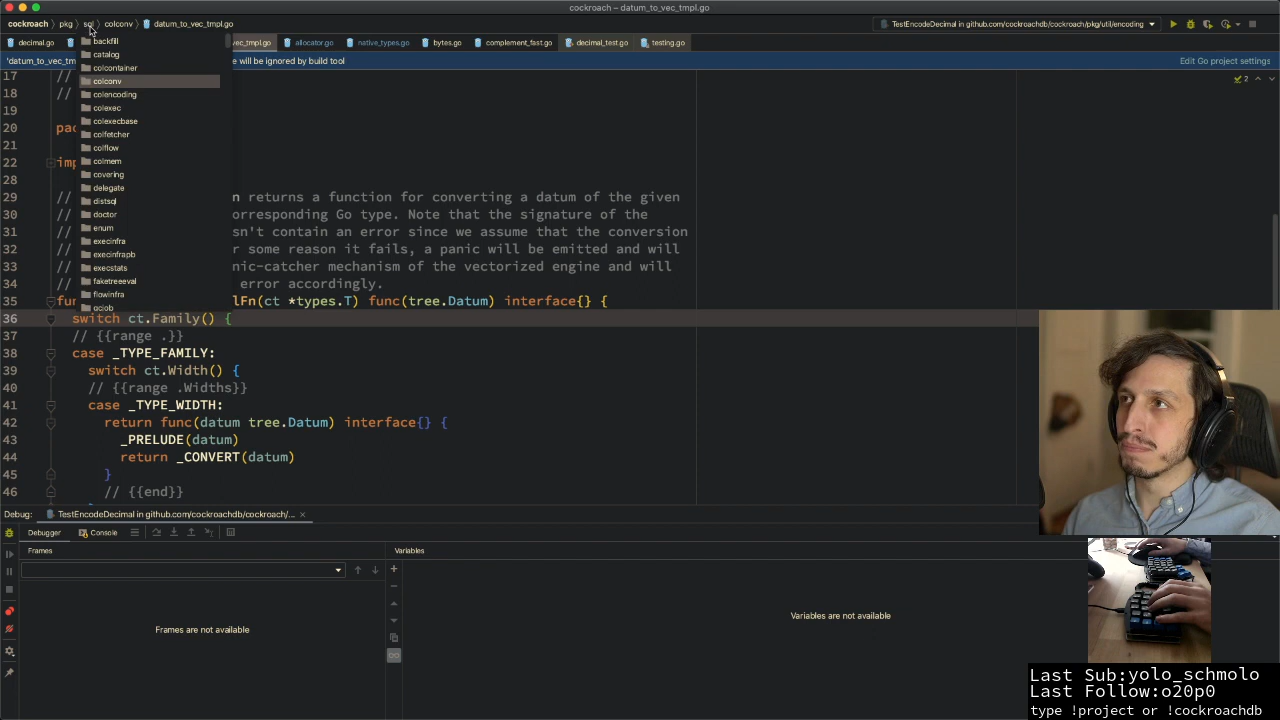 cockroach – datum_to_vec_tmpl.go
cockroach 〉 pkg 〉 sql 〉 colconv 〉 datum_to_vec_tmpl.go
TestEncodeDecimal in github.com/cockroachdb/cockroach/pkg/util/encoding
decimal.go
vec_tmpl.go
allocator.go
native_types.go
bytes.go
complement_fast.go
decimal_test.go
testing.go
'datum_to_vec_tm
e will be ignored by build tool
Edit Go project settings
backfill
catalog
colcontainer
colconv
colencoding
colexec
colexecbase
colfetcher
colflow
colmem
covering
delegate
distsql
doctor
enum
execinfra
execinfrapb
execstats
faketreeeval
flowinfra
gcjob
2
17 //
18 //
19
20 pac
21
22 imp
28
29 // n returns a function for converting a datum of the given
30 // orresponding Go type. Note that the signature of the
31 // sn't contain an error since we assume that the conversion
32 // r some reason it fails, a panic will be emitted and will
33 // nic-catcher mechanism of the vectorized engine and will
34 // error accordingly.
35 fun lFn(ct *types.T) func(tree.Datum) interface{} {
36 switch ct.Family() {
37 // {{range .}}
38 case _TYPE_FAMILY:
39 switch ct.Width() {
40 // {{range .Widths}}
41 case _TYPE_WIDTH:
42 return func(datum tree.Datum) interface{} {
43 _PRELUDE(datum)
44 return _CONVERT(datum)
45 }
46 // {{end}}
Debug: TestEncodeDecimal in github.com/cockroachdb/cockroach/...
Debugger Console
Frames
Variables
Frames are not available
Variables are not available
Last Sub:yolo_schmolo
Last Follow:o20p0
type !project or !cockroachdb